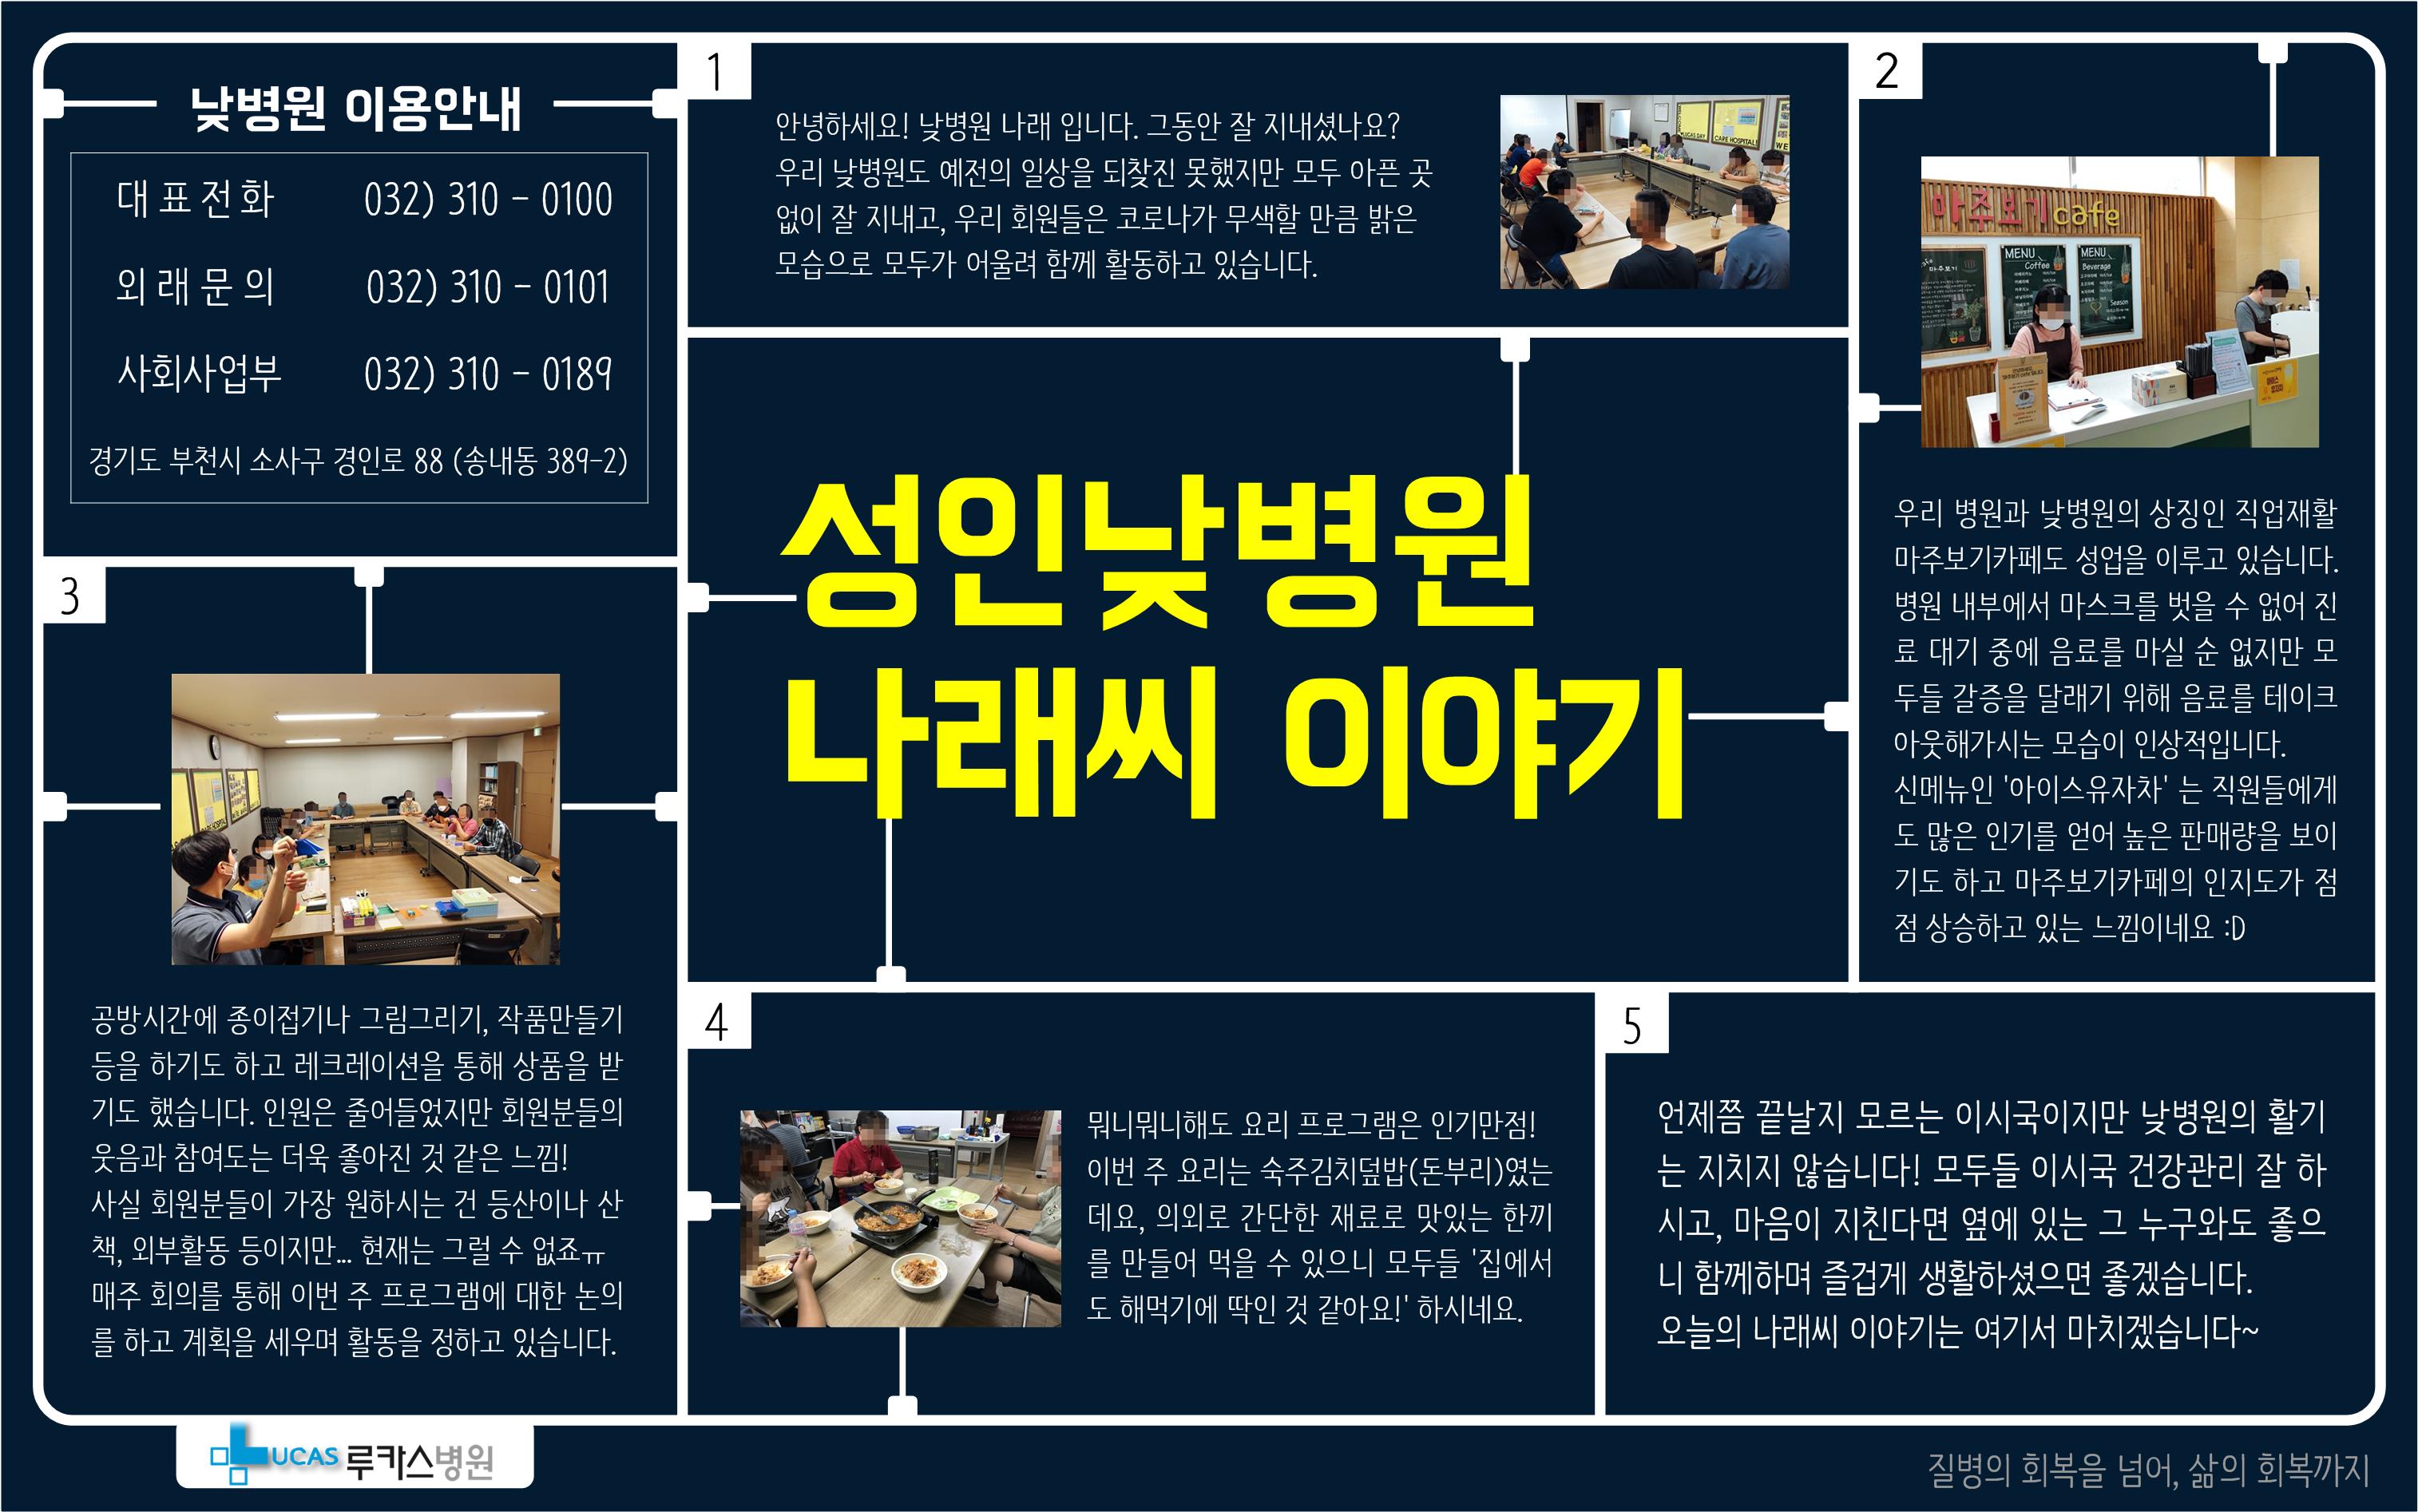 낮병원 이용안내
대표전화 032) 310 - 0100
외래문의 032) 310 - 0101
사회사업부 032) 310 - 0189
경기도 부천시 소사구 경인로 88 (송내동 389-2)
1
안녕하세요! 낮병원 나래 입니다. 그동안 잘 지내셨나요?
우리 낮병원도 예전의 일상을 되찾진 못했지만 모두 아픈 곳
없이 잘 지내고, 우리 회원들은 코로나가 무색할 만큼 밝은
모습으로 모두가 어울려 함께 활동하고 있습니다.
LUCAS DAY
CARE HOSPITAL
WE
성인낮병원
나래씨 이야기
2
마주보기cafe
마주보기
MENU
Coffee
MENU
Beverage
Season
우리 병원과 낮병원의 상징인 직업재활
마주보기카페도 성업을 이루고 있습니다.
병원 내부에서 마스크를 벗을 수 없어 진
료 대기 중에 음료를 마실 순 없지만 모
두들 갈증을 달래기 위해 음료를 테이크
아웃해가시는 모습이 인상적입니다.
신메뉴인 '아이스유자차' 는 직원들에게
도 많은 인기를 얻어 높은 판매량을 보이
기도 하고 마주보기카페의 인지도가 점
점 상승하고 있는 느낌이네요 :D
3
공방시간에 종이접기나 그림그리기, 작품만들기
등을 하기도 하고 레크레이션을 통해 상품을 받
기도 했습니다. 인원은 줄어들었지만 회원분들의
웃음과 참여도는 더욱 좋아진 것 같은 느낌!
사실 회원분들이 가장 원하시는 건 등산이나 산
책, 외부활동 등이지만... 현재는 그럴 수 없죠ㅠ
매주 회의를 통해 이번 주 프로그램에 대한 논의
를 하고 계획을 세우며 활동을 정하고 있습니다.
4
뭐니뭐니해도 요리 프로그램은 인기만점!
이번 주 요리는 숙주김치덮밥(돈부리)였는
데요, 의외로 간단한 재료로 맛있는 한끼
를 만들어 먹을 수 있으니 모두들 '집에서
도 해먹기에 딱인 것 같아요!' 하시네요.
5
언제쯤 끝날지 모르는 이시국이지만 낮병원의 활기
는 지치지 않습니다! 모두들 이시국 건강관리 잘 하
시고, 마음이 지친다면 옆에 있는 그 누구와도 좋으
니 함께하며 즐겁게 생활하셨으면 좋겠습니다.
오늘의 나래씨 이야기는 여기서 마치겠습니다~
LUCAS 루카스병원
질병의 회복을 넘어, 삶의 회복까지